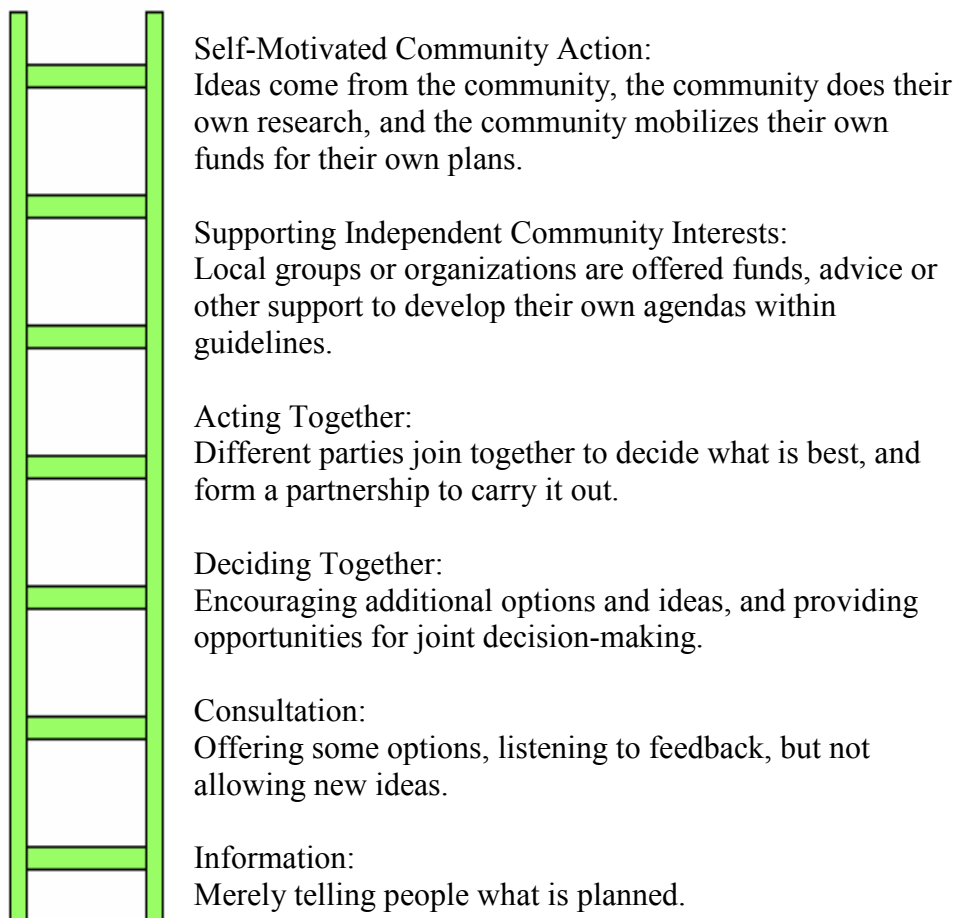 Self-Motivated Community Action:
Ideas come from the community, the community does their
own research, and the community mobilizes their own
funds for their own plans.
Supporting Independent Community Interests:
Local groups or organizations are offered funds, advice or
other support to develop their own agendas within
guidelines.
Acting Together:
Different parties join together to decide what is best, and
form a partnership to carry it out.
Deciding Together:
Encouraging additional options and ideas, and providing
opportunities for joint decision-making.
Consultation:
Offering some options, listening to feedback, but not
allowing new ideas.
Information:
Merely telling people what is planned.